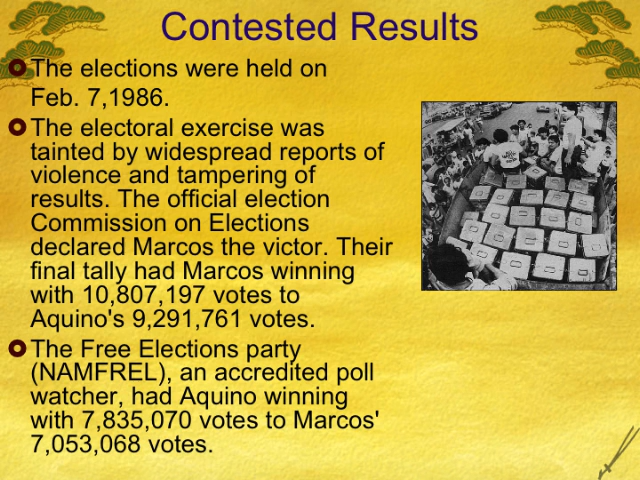 Contested Results
The elections were held on
Feb. 7,1986.
The electoral exercise was
tainted by widespread reports of
violence and tampering of
results. The official election
Commission on Elections
declared Marcos the victor. Their
final tally had Marcos winning
with 10,807,197 votes to
Aquino's 9,291,761 votes.
The Free Elections party
(NAMFREL), an accredited poll
watcher, had Aquino winning
with 7,835,070 votes to Marcos'
7,053,068 votes.